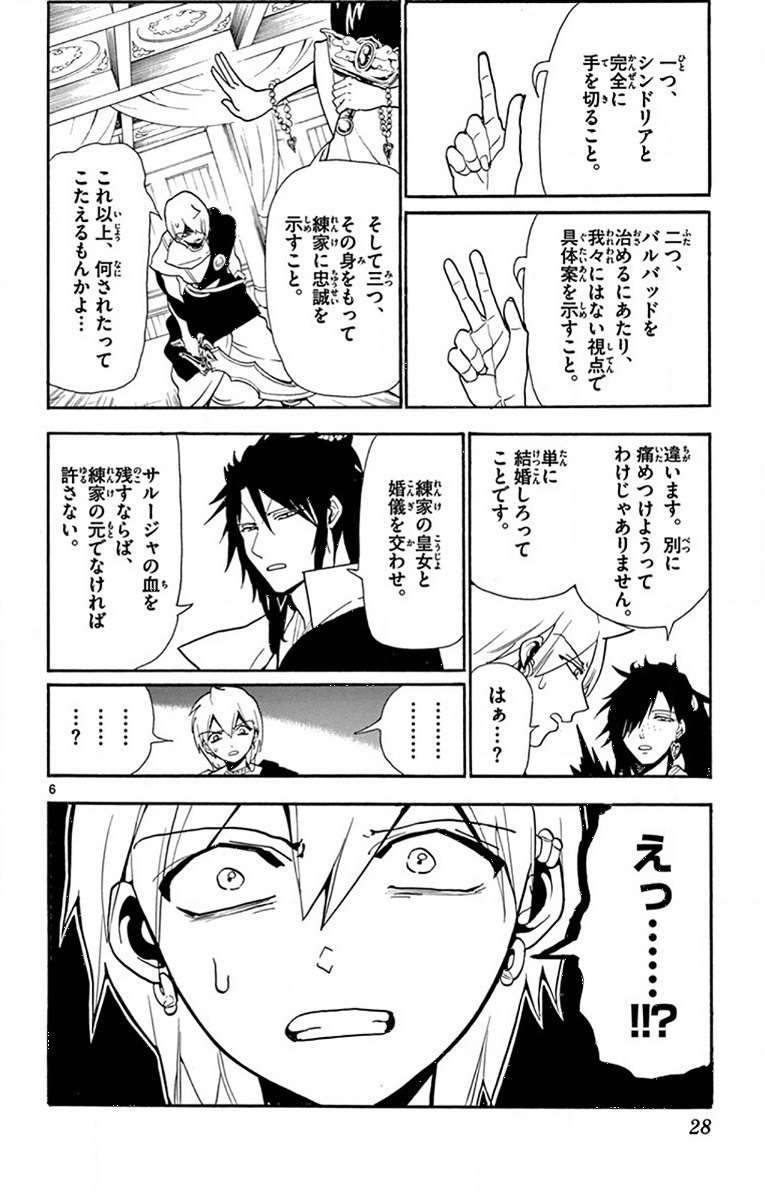 一つ、
シンドリアと
完全に
手を切ること。
二つ、
バルバッドを
治めるにあたり、
我々にはない視点で
具体案を示すこと。
そして三つ、
その身をもって
練家に忠誠を
示すこと。
これ以上、何されたって
こたえるもんかよ…
違います。別に
痛めつけようって
わけじゃありません。
単に
結婚しろって
ことです。
はぁ…?
練家の皇女と
婚儀を交わせ。
サルージャの血を
残すならば、
練家の元でなければ
許さない。
………
………
………
…?
えっ………!!?
6
28